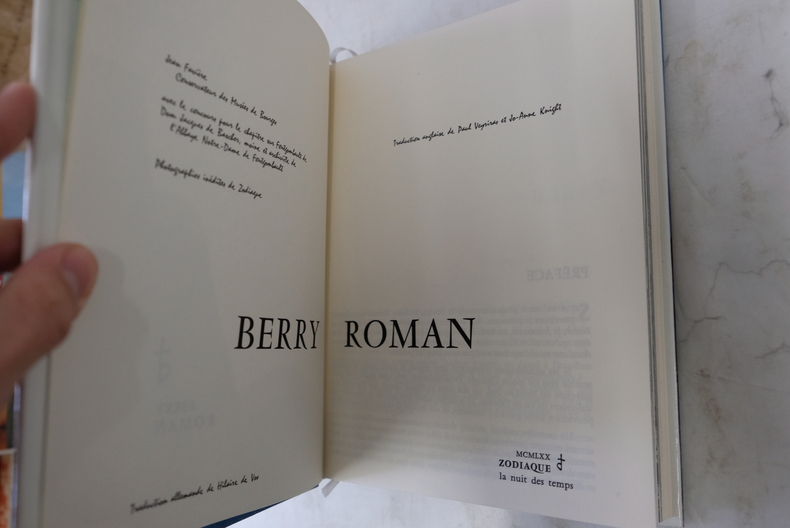 Jean Favière
Conservateur des Musées de Bourges
avec le concours pour le chapitre sur Fontgombault de
Dom Jacques de Bascher, moine et archiviste de
l'Abbaye Notre-Dame de Fontgombault
Photographies inédites de Zodiaque
Traduction anglaise de Paul Veyriras et Jo-Anne Knight
BERRY ROMAN
MCMLXX
ZODIAQUE
la nuit des temps
Traduction allemande de Hilaire de Vos